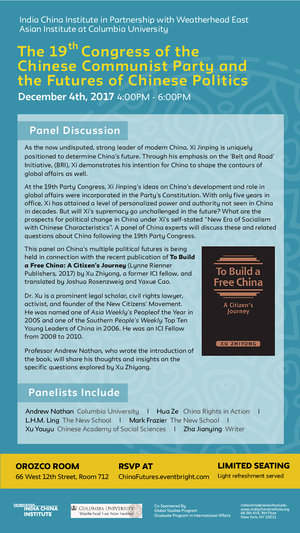 India China Institute in Partnership with Weatherhead East
Asian Institute at Columbia University
The 19th Congress of the
Chinese Communist Party and
the Futures of Chinese Politics
December 4th, 2017 4:00PM - 6:00PM
Panel Discussion
As the now undisputed, strong leader of modern China, Xi Jinping is uniquely
positioned to determine China's future. Through his emphasis on the 'Belt and Road'
Initiative, (BRI), Xi demonstrates his intention for China to shape the contours of
global affairs as well.
At the 19th Party Congress, Xi Jinping's ideas on China's development and role in
global affairs were incorporated in the Party's Constitution. With only five years in
office, Xi has attained a level of personalized power and authority not seen in China
in decades. But will Xi's supremacy go unchallenged in the future? What are the
prospects for political change in China under Xi's self-stated "New Era of Socialism
with Chinese Characteristics". A panel of experts will discuss these and related
questions about China following the 19th Party Congress.
This panel on China's multiple political futures is being
held in connection with the recent publication of To Build
a Free China: A Citizen's Journey (Lynne Rienner
Publishers, 2017) by Xu Zhiyong, a former ICI fellow, and
translated by Joshua Rosenzweig and Yaxue Cao.
Dr. Xu is a prominent legal scholar, civil rights lawyer,
activist, and founder of the New Citizens' Movement.
He was named one of Asia Weekly's Peopleof the Year in
2005 and one of the Southern People's Weekly Top Ten
Young Leaders of China in 2006. He was an ICI Fellow
from 2008 to 2010.
Professor Andrew Nathan, who wrote the introduction of
the book, will share his thoughts and insights on the
specific questions explored by Xu Zhiyong.
To Build a
Free China
A Citizen's
Journey
XU ZHIYONG
Panelists Include
Andrew Nathan Columbia University | Hua Ze China Rights in Action |
L.H.M. Ling The New School | Mark Frazier The New School |
Xu Youyu Chinese Academy of Social Sciences | Zha Jianying Writer
OROZCO ROOM
66 West 12th Street, Room 712
RSVP AT
ChinaFutures.eventbright.com
LIMITED SEATING
Light refreshment served
INDIA CHINA
INSTITUTE
COLUMBIA UNIVERSITY
Weatherhead East Asian Institute
Co-Sponsored By
Global Studies Program
Graduate Program in International Affairs
indiachina@newschool.edu
www.indiachinainstitute.org
66 5th Ave, 9th Floor
New York, NY 10011